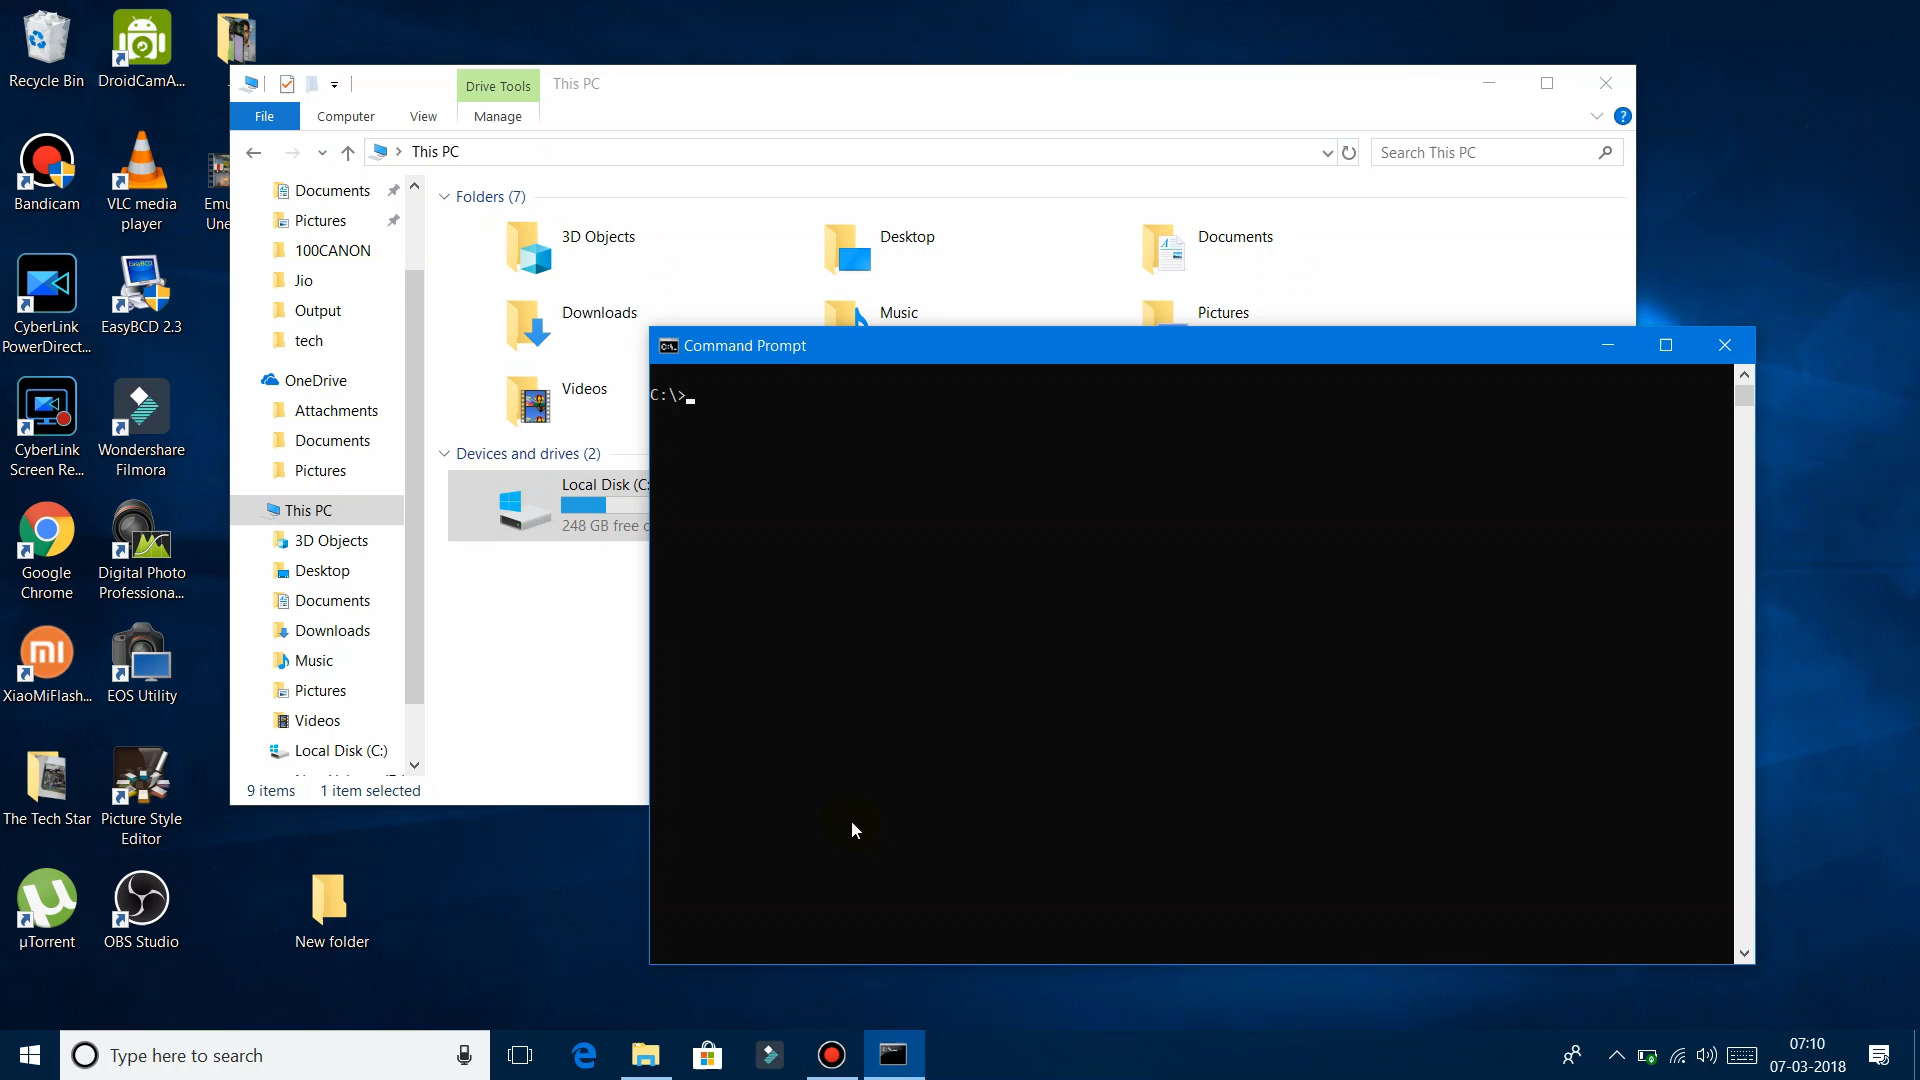 Recycle Bin
DroidCamA...
Bandicam
VLC media
player
Emu
Une
CyberLink
PowerDirect...
EasyBCD 2.3
CyberLink
Screen Re...
Wondershare
Filmora
Google
Chrome
Digital Photo
Professiona...
XiaoMiFlash...
EOS Utility
The Tech Star
Picture Style
Editor
µTorrent
OBS Studio
New folder
Drive Tools
This PC
File
Computer
View
Manage
This PC
Search This PC
Documents
Pictures
100CANON
Jio
Output
tech
OneDrive
Attachments
Documents
Pictures
This PC
3D Objects
Desktop
Documents
Downloads
Music
Pictures
Videos
Local Disk (C:)
9 items
1 item selected
Folders (7)
3D Objects
Desktop
Documents
Downloads
Music
Pictures
Videos
Devices and drives (2)
Local Disk (C:
248 GB free
Command Prompt
C:\>
Type here to search
07:10
07-03-2018